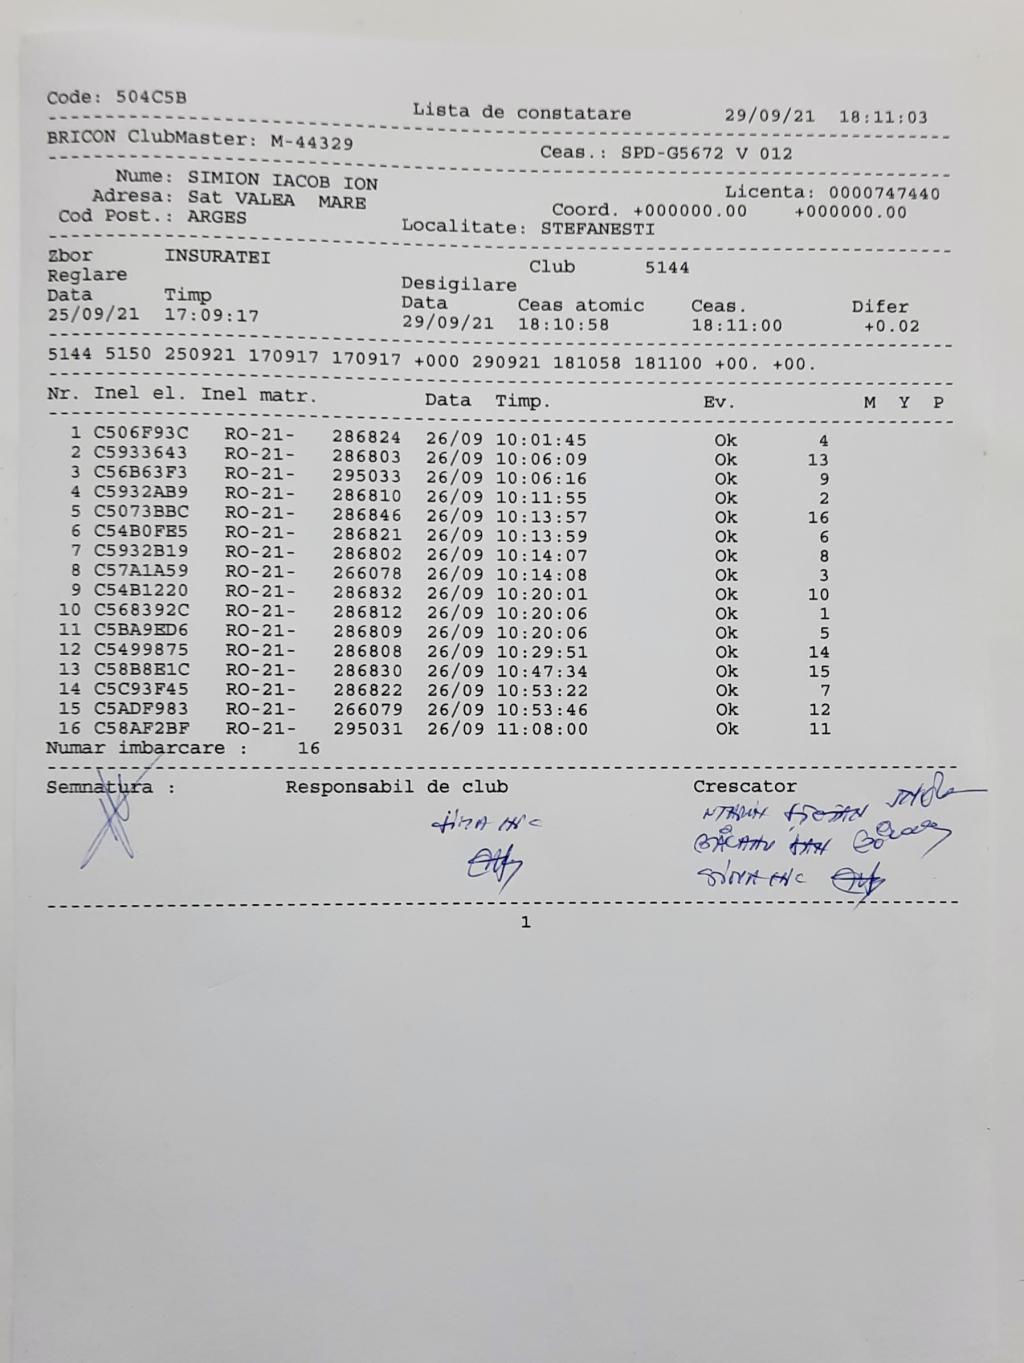 Code: 504C5B
Lista de constatare 29/09/21 18:11:03
BRICON ClubMaster: M-44329
Ceas.: SPD-G5672 V 012
Nume: SIMION IACOB ION
Licenta: 0000747440
Adresa: Sat VALEA MARE
Coord. +000000.00 +000000.00
Cod Post.: ARGES
Localitate: STEFANESTI
Zbor INSURATEI
Club 5144
Reglare
Desigilare
Data Timp
Data Ceas atomic Ceas. Difer
25/09/21 17:09:17
29/09/21 18:10:58 18:11:00 +0.02
5144 5150 250921 170917 170917 +000 290921 181058 181100 +00. +00.
Nr. Inel el. Inel matr. Data Timp. Ev. M Y P
1 C506F93C RO-21- 286824 26/09 10:01:45 Ok 4
2 C5933643 RO-21- 286803 26/09 10:06:09 Ok 13
3 C56B63F3 RO-21- 295033 26/09 10:06:16 Ok 9
4 C5932AB9 RO-21- 286810 26/09 10:11:55 Ok 2
5 C5073BBC RO-21- 286846 26/09 10:13:57 Ok 16
6 C54B0FE5 RO-21- 286821 26/09 10:13:59 Ok 6
7 C5932B19 RO-21- 286802 26/09 10:14:07 Ok 8
8 C57A1A59 RO-21- 266078 26/09 10:14:08 Ok 3
9 C54B1220 RO-21- 286832 26/09 10:20:01 Ok 10
10 C568392C RO-21- 286812 26/09 10:20:06 Ok 1
11 C5BA9ED6 RO-21- 286809 26/09 10:20:06 Ok 5
12 C5499875 RO-21- 286808 26/09 10:29:51 Ok 14
13 C58B8E1C RO-21- 286830 26/09 10:47:34 Ok 15
14 C5C93F45 RO-21- 286822 26/09 10:53:22 Ok 7
15 C5ADF983 RO-21- 266079 26/09 10:53:46 Ok 12
16 C58AF2BF RO-21- 295031 26/09 11:08:00 Ok 11
Numar imbarcare : 16
Semnatura : Responsabil de club Crescator
1